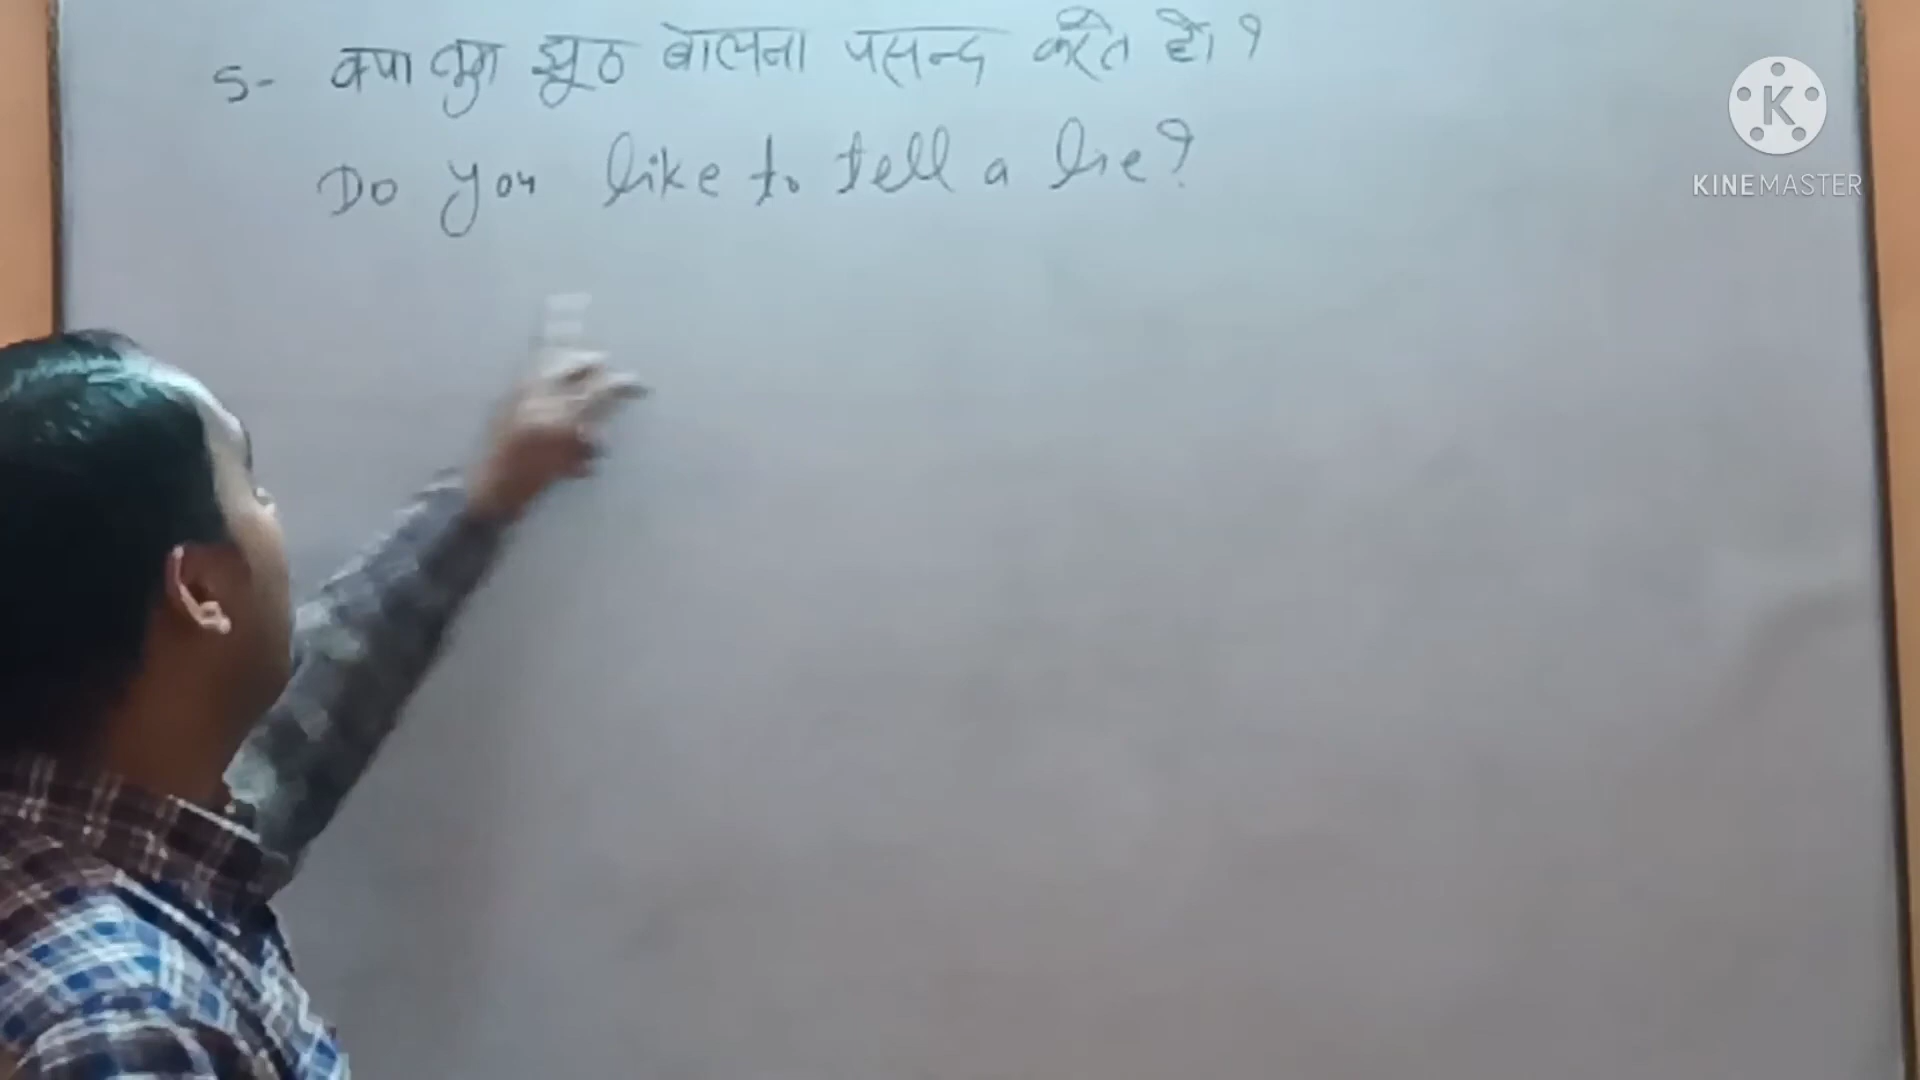 5- क्या तुम झूठ बोलना पसन्द करते हो?
Do you like to tell a lie?
K
KINEMASTER